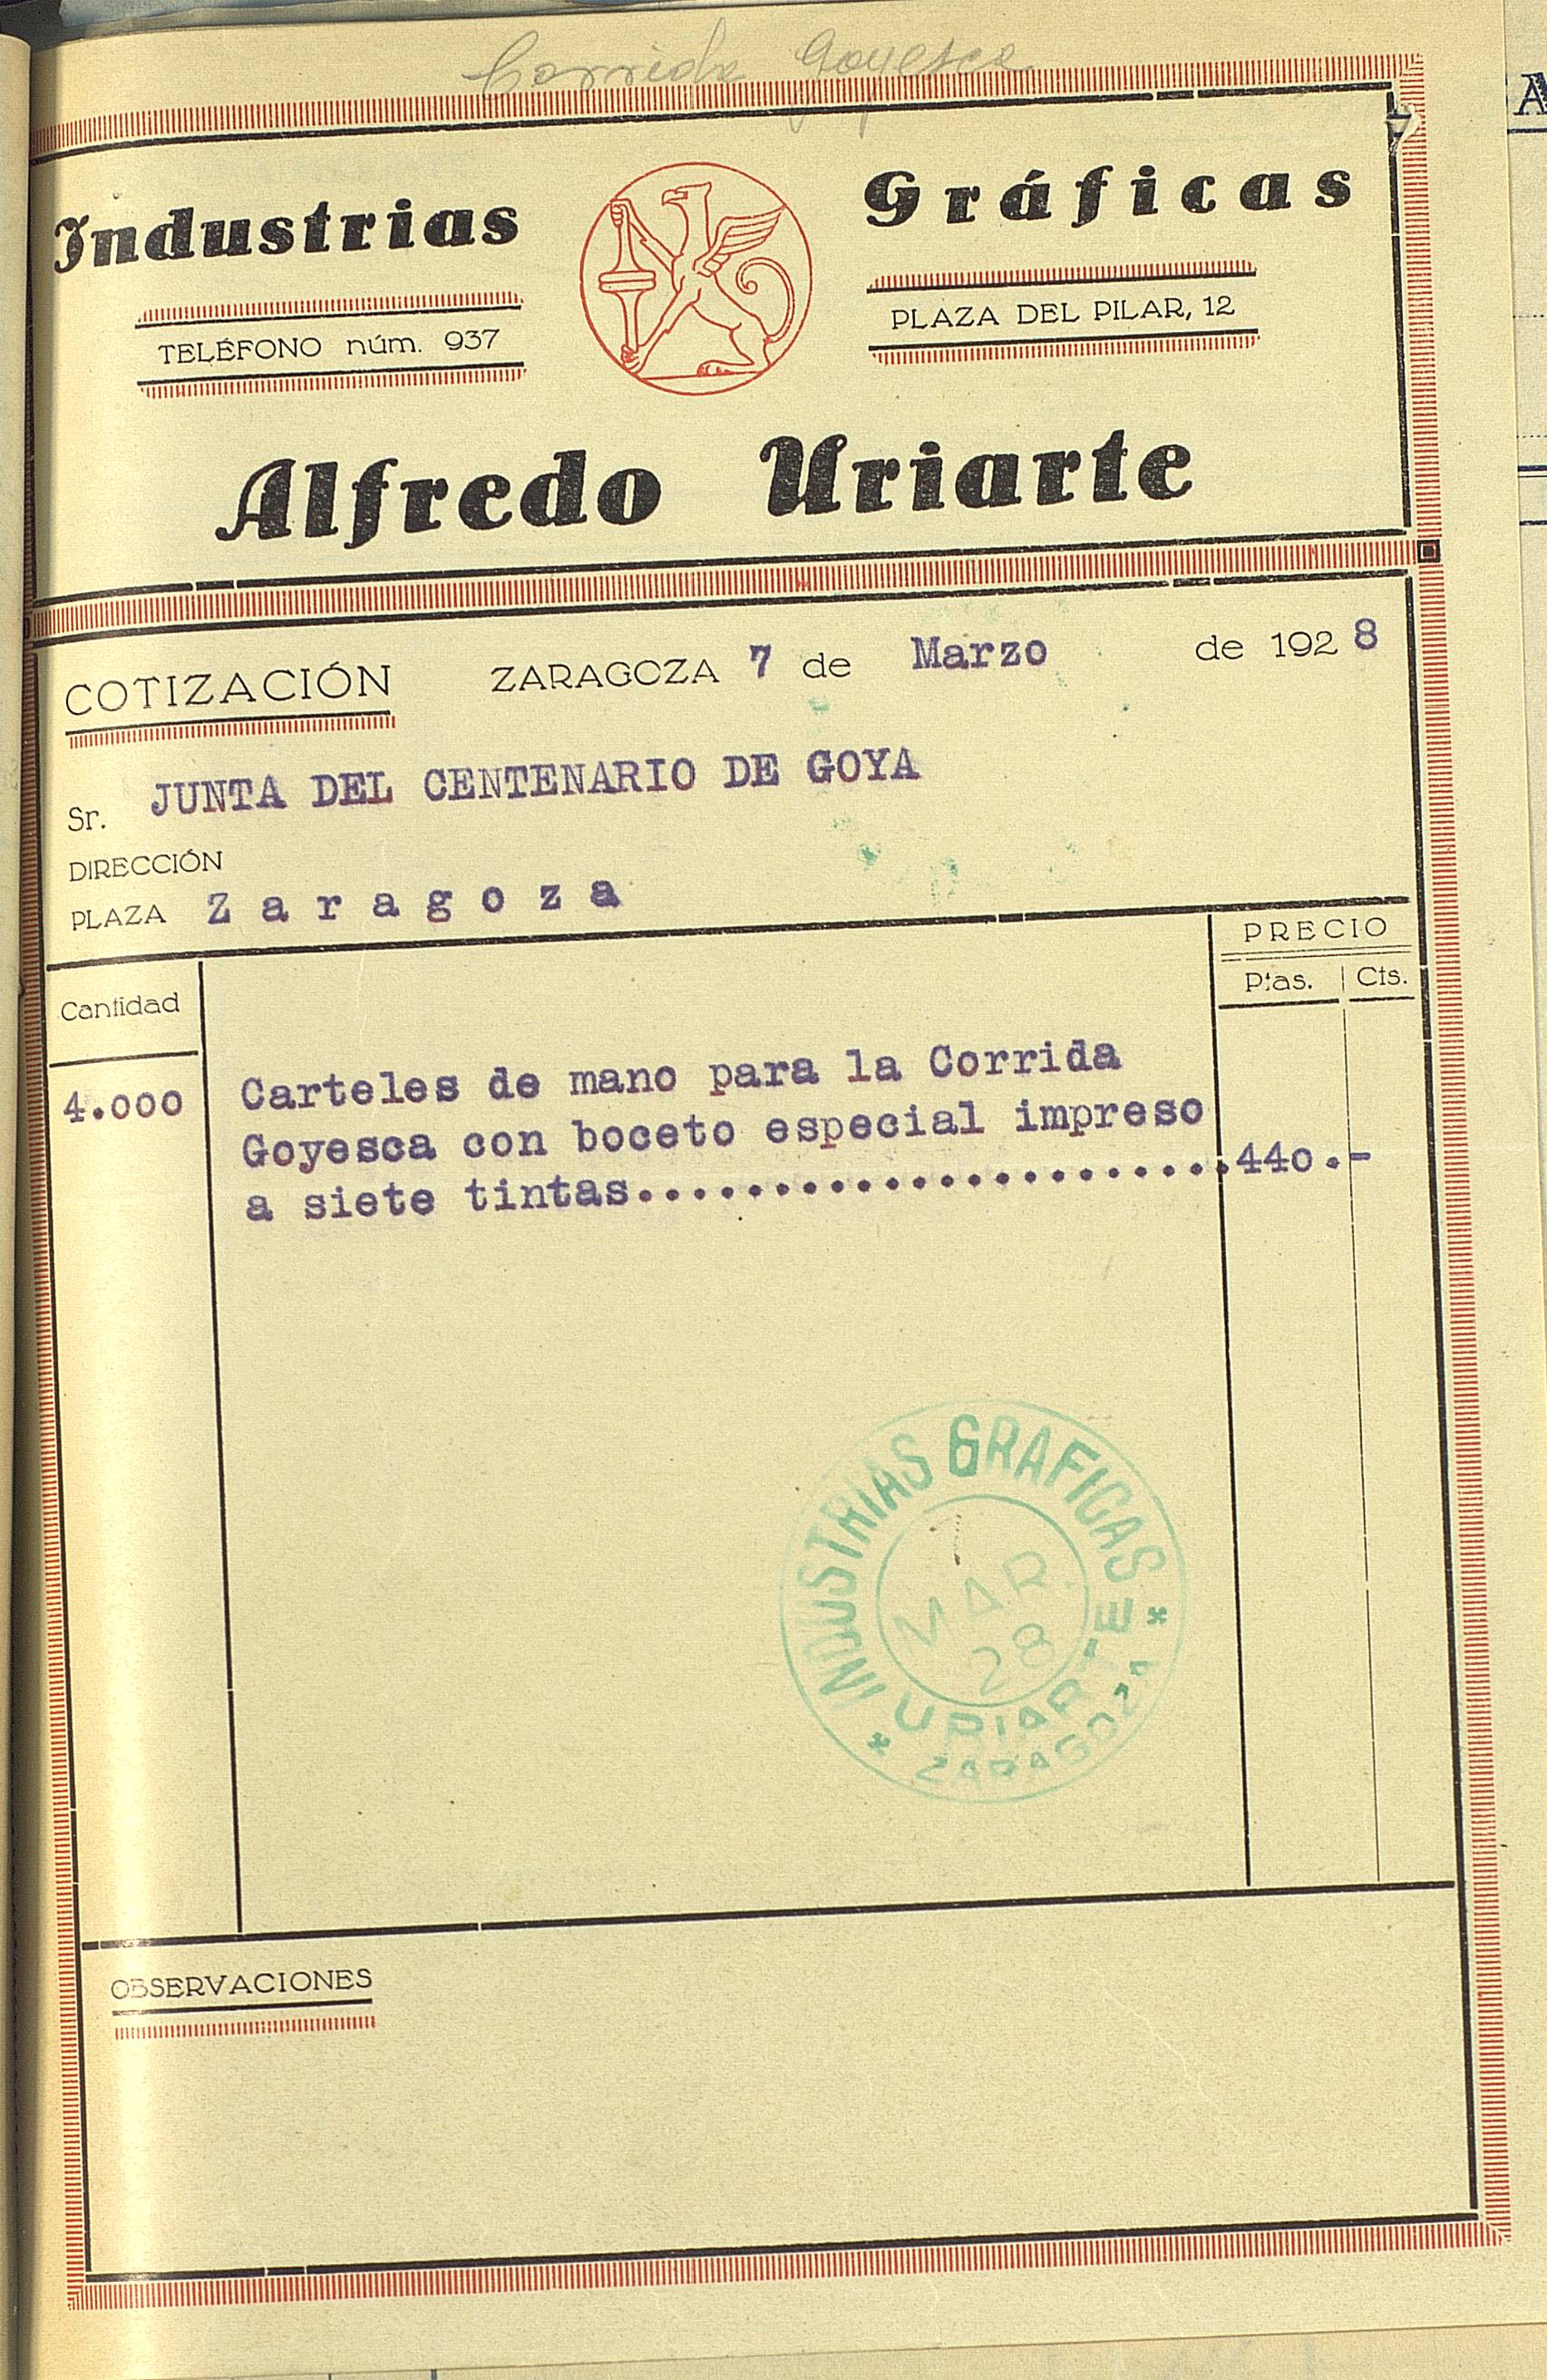 Corrida Goyesca
Industrias Gráficas
TELÉFONO núm. 937
PLAZA DEL PILAR, 12
Alfredo Uriarte
COTIZACIÓN ZARAGOZA 7 de Marzo de 1928
Sr. JUNTA DEL CENTENARIO DE GOYA
DIRECCIÓN
PLAZA Zaragoza
PRECIO
Cantidad Ptas. Cts.
4.000 Carteles de mano para la Corrida
Goyesca con boceto especial impreso
a siete tintas......................440.-
INDUSTRIAS GRAFICAS
MAR.
28
URIARTE
* ZARAGOZA *
OBSERVACIONES